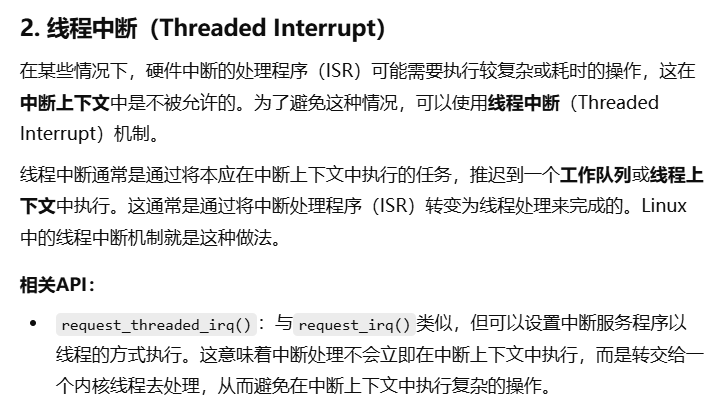 2. 线程中断（Threaded Interrupt）
在某些情况下，硬件中断的处理程序（ISR）可能需要执行较复杂或耗时的操作，这在
中断上下文中是不被允许的。为了避免这种情况，可以使用线程中断（Threaded
Interrupt）机制。
线程中断通常是通过将本应在中断上下文中执行的任务，推迟到一个工作队列或线程上
下文中执行。这通常是通过将中断处理程序（ISR）转变为线程处理来完成的。Linux
中的线程中断机制就是这种做法。
相关API：
• request_threaded_irq()：与request_irq()类似，但可以设置中断服务程序以
线程的方式执行。这意味着中断处理不会立即在中断上下文中执行，而是转交给一
个内核线程去处理，从而避免在中断上下文中执行复杂的操作。